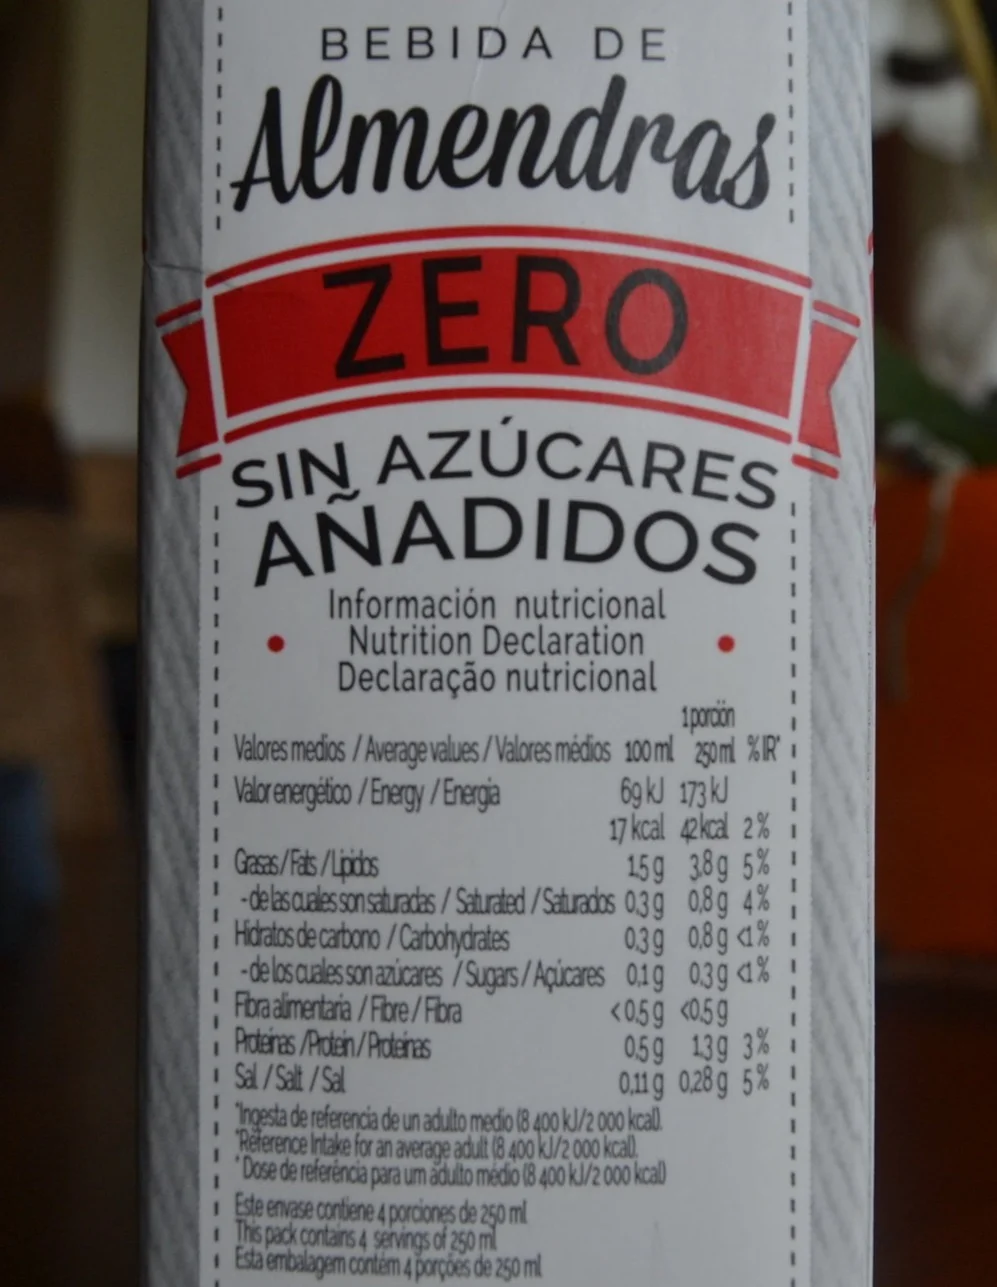 BEBIDA DE
Almendras
ZERO
SIN AZÚCARES
AÑADIDOS
Información nutricional
Nutrition Declaration
Declaração nutricional
1 porción
Valores medios / Average values / Valores médios 100 ml 250 ml % IR*
Valor energético / Energy / Energia 69 kJ 173 kJ
17 kcal 42 kcal 2%
Grasas / Fats / Lípidos 1,5 g 3,8 g 5%
- de las cuales son saturadas / Saturated / Saturados 0,3 g 0,8 g 4%
Hidratos de carbono / Carbohydrates 0,3 g 0,8 g <1%
- de los cuales son azúcares / Sugars / Açúcares 0,1 g 0,3 g <1%
Fibra alimentaria / Fibre / Fibra <0,5 g <0,5 g
Proteínas /Protein / Proteínas 0,5 g 1,3 g 3%
Sal / Salt / Sal 0,11 g 0,28 g 5%
*Ingesta de referencia de un adulto medio (8 400 kJ/2 000 kcal).
*Reference Intake for an average adult (8 400 kJ/2 000 kcal).
*Dose de referência para um adulto médio (8 400 kJ/2 000 kcal)
Este envase contiene 4 porciones de 250 ml
This pack contains 4 servings of 250 ml
Esta embalagem contém 4 porções de 250 ml